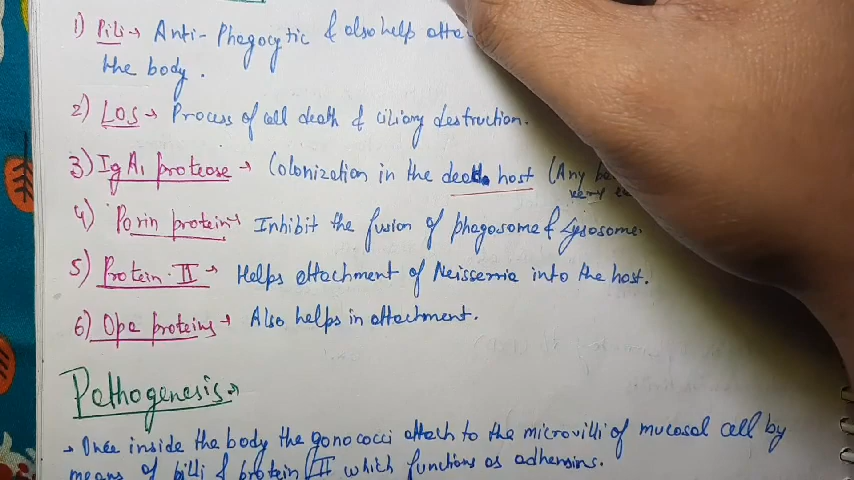 1) Pili → Anti-Phagocytic & also help
the body.
2) LOS → Process of cell death & ciliary destruction.
3) IgA1 protease → Colonization in the dead host (Any
4) Porin protein → Inhibit the fusion of phagosome & Lysosome.
5) Protein-II → Helps attachment of Neisseria into the host.
6) Opa proteins → Also helps in attachment.
Pathogenesis →
→ Once inside the body the gonococci attach to the microvilli of mucosal cell by
means of pilli & protein II which functions as adhensins.